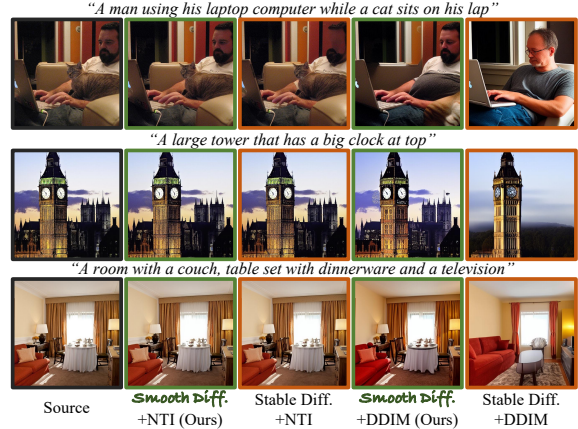 “A man using his laptop computer while a cat sits on his lap”
“A large tower that has a big clock at top”
“A room with a couch, table set with dinnerware and a television”
Source
Smooth Diff.
+NTI (Ours)
Stable Diff.
+NTI
Smooth Diff.
+DDIM (Ours)
Stable Diff.
+DDIM